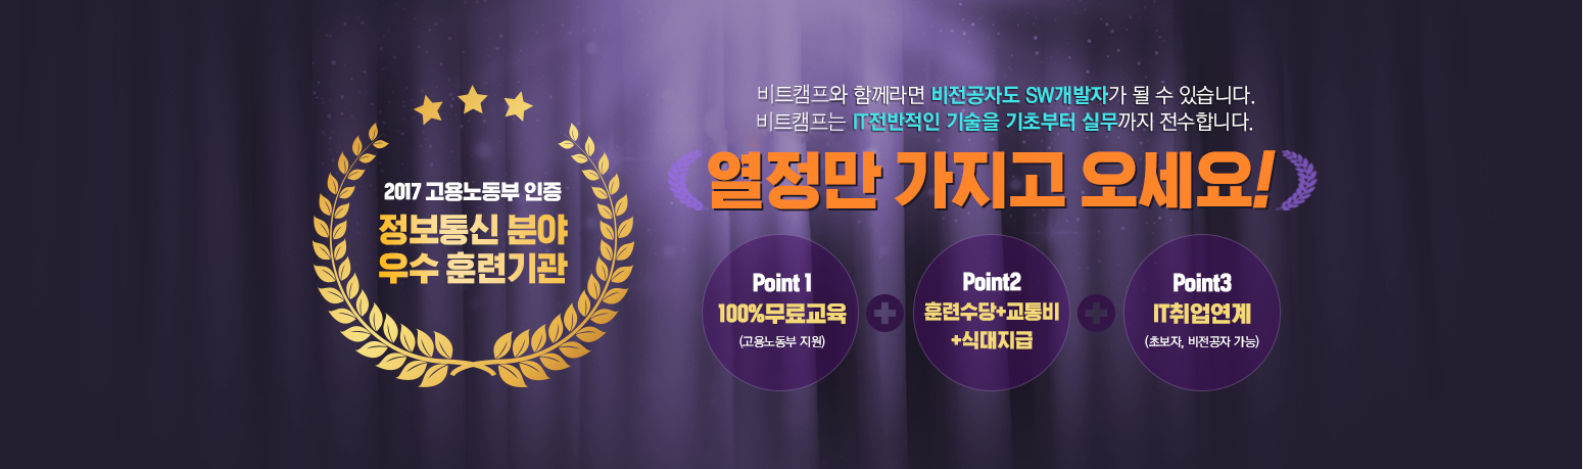 2017 고용노동부 인증
정보통신 분야
우수 훈련기관
비트캠프와 함께라면 비전공자도 SW개발자가 될 수 있습니다.
비트캠프는 IT전반적인 기술을 기초부터 실무까지 전수합니다.
열정만 가지고 오세요!
Point 1
100%무료교육
(고용노동부 지원)
+
Point2
훈련수당+교통비
+식대지급
+
Point3
IT취업연계
(초보자, 비전공자 가능)